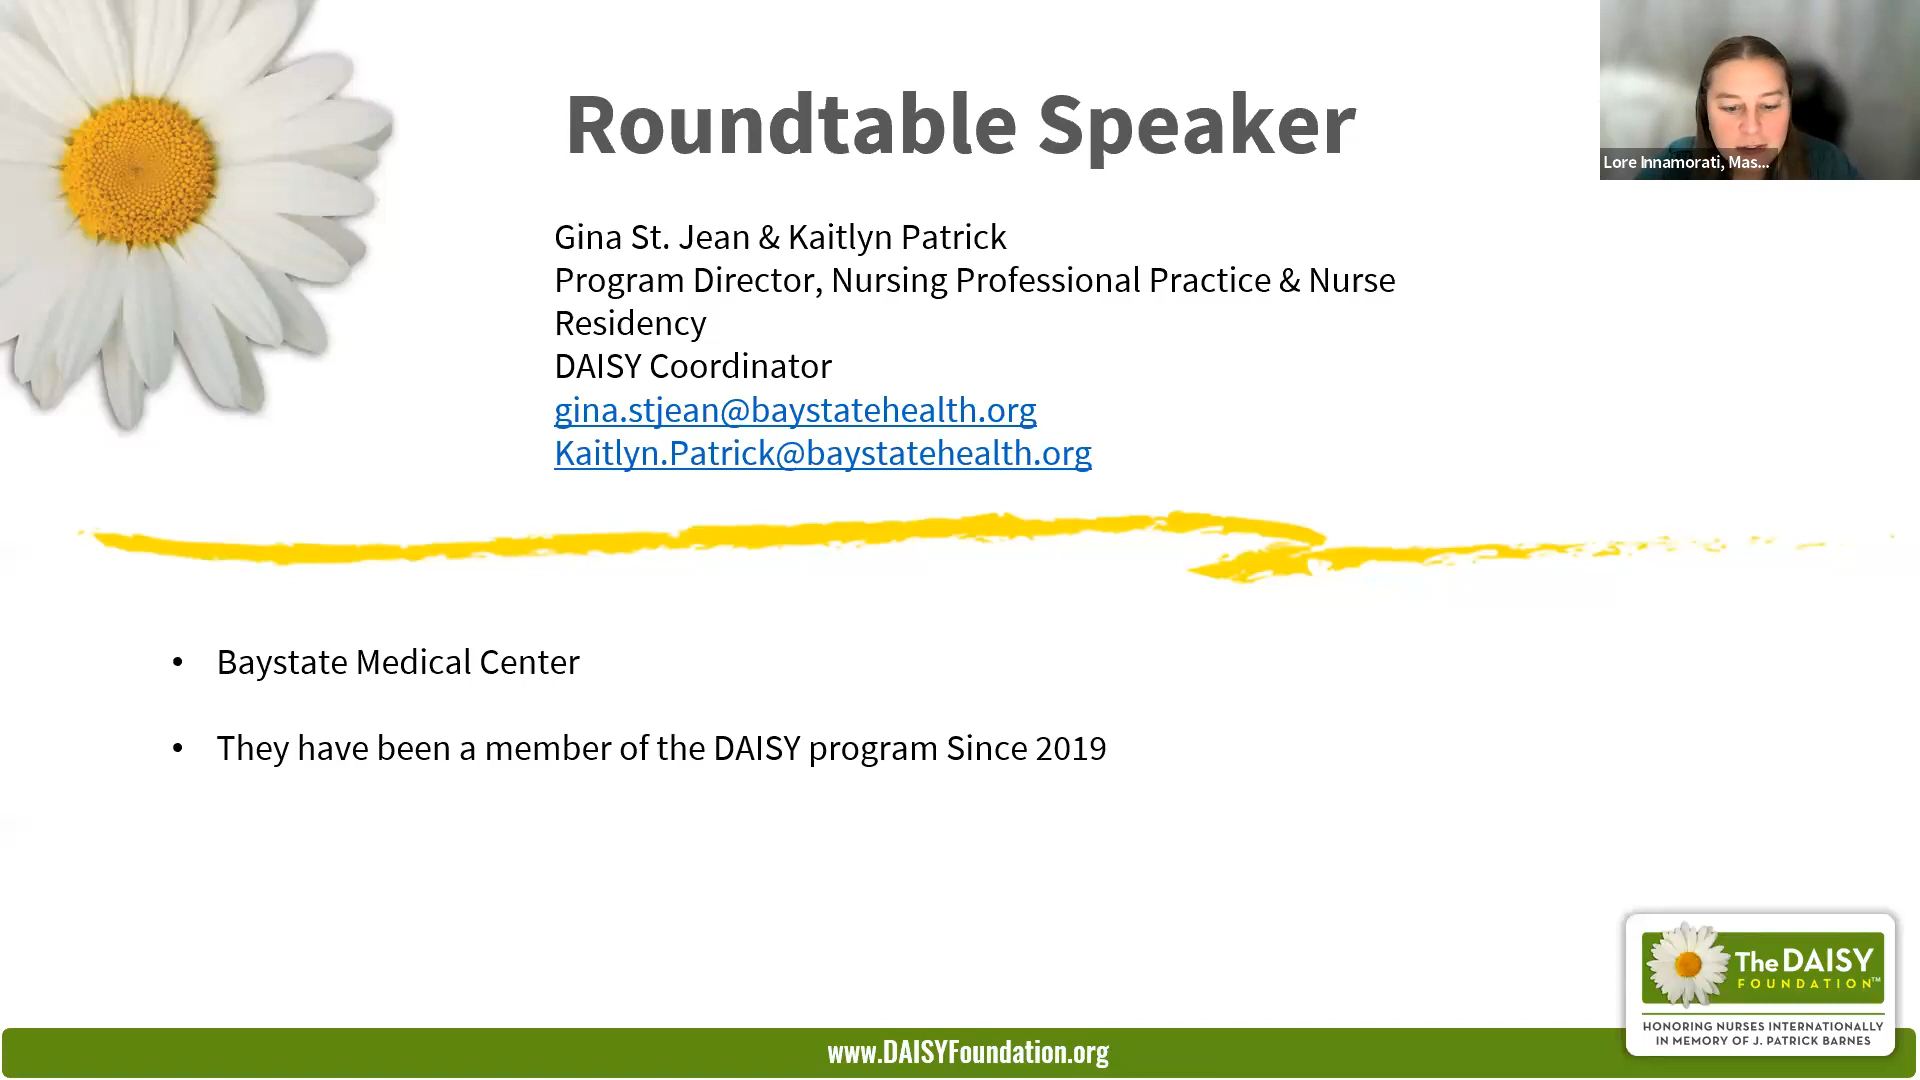 Roundtable Speaker
Lore Innamorati, Mas...
Gina St. Jean & Kaitlyn Patrick
Program Director, Nursing Professional Practice & Nurse
Residency
DAISY Coordinator
gina.stjean@baystatehealth.org
Kaitlyn.Patrick@baystatehealth.org
• Baystate Medical Center
• They have been a member of the DAISY program Since 2019
The DAISY
FOUNDATION™
HONORING NURSES INTERNATIONALLY
IN MEMORY OF J. PATRICK BARNES
www.DAISYFoundation.org